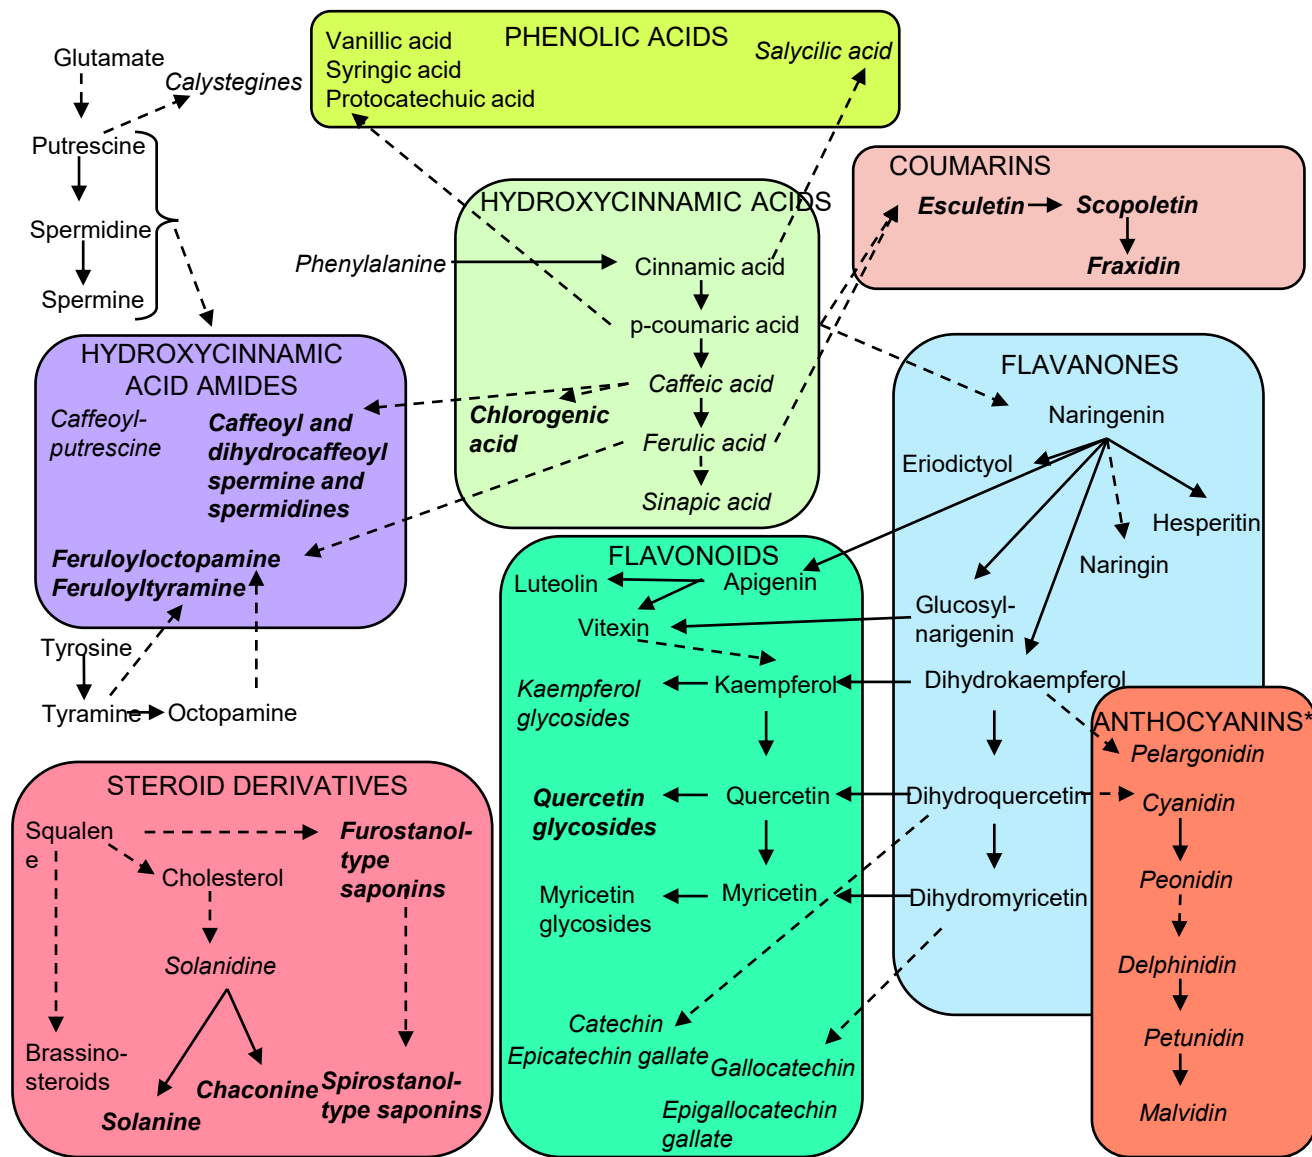 Glutamate
Calystegines
Putrescine
Spermidine
Spermine
PHENOLIC ACIDS
Vanillic acid
Syringic acid
Protocatechuic acid
Salycilic acid
COUMARINS
Esculetin
Scopoletin
Fraxidin
HYDROXYCINNAMIC ACIDS
Phenylalanine
Cinnamic acid
p-coumaric acid
Caffeic acid
Chlorogenic
acid
Ferulic acid
Sinapic acid
HYDROXYCINNAMIC
ACID AMIDES
Caffeoyl-
putrescine
Caffeoyl and
dihydrocaffeoyl
spermine and
spermidines
Feruloyloctopamine
Feruloyltyramine
Tyrosine
Tyramine
Octopamine
FLAVANONES
Naringenin
Eriodictyol
Hesperitin
Naringin
Glucosyl-
narigenin
Dihydrokaempferol
Dihydroquercetin
Dihydromyricetin
FLAVONOIDS
Luteolin
Apigenin
Vitexin
Kaempferol
glycosides
Kaempferol
Quercetin
glycosides
Quercetin
Myricetin
glycosides
Myricetin
Catechin
Epicatechin gallate
Gallocatechin
Epigallocatechin
gallate
ANTHOCYANINS*
Pelargonidin
Cyanidin
Peonidin
Delphinidin
Petunidin
Malvidin
STEROID DERIVATIVES
Squalen
e
Cholesterol
Furostanol-
type
saponins
Solanidine
Brassino-
steroids
Solanine
Chaconine
Spirostanol-
type saponins